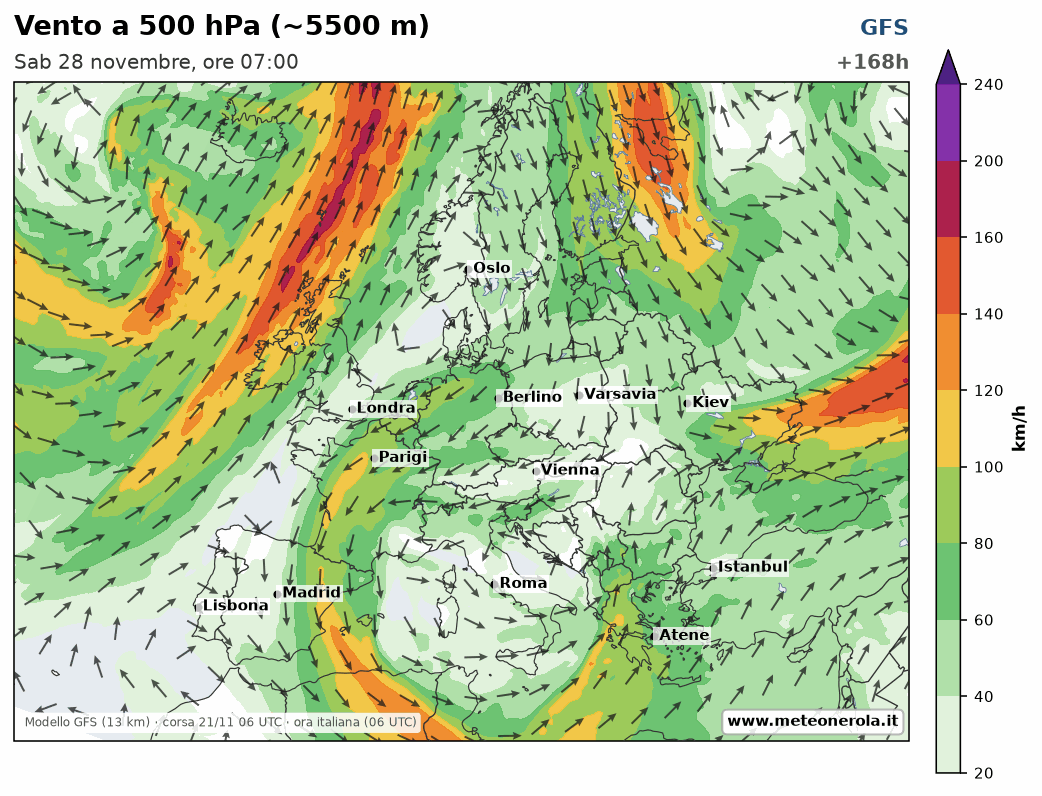 Vento a 500 hPa (~5500 m)
GFS
Sab 28 novembre, ore 07:00
+168h
240
200
160
140
120
100
80
60
40
20
km/h
Oslo
Londra
Berlino
Varsavia
Kiev
Parigi
Vienna
Lisbona
Madrid
Roma
Istanbul
Atene
Modello GFS (13 km) · corsa 21/11 06 UTC · ora italiana (06 UTC)
www.meteonerola.it